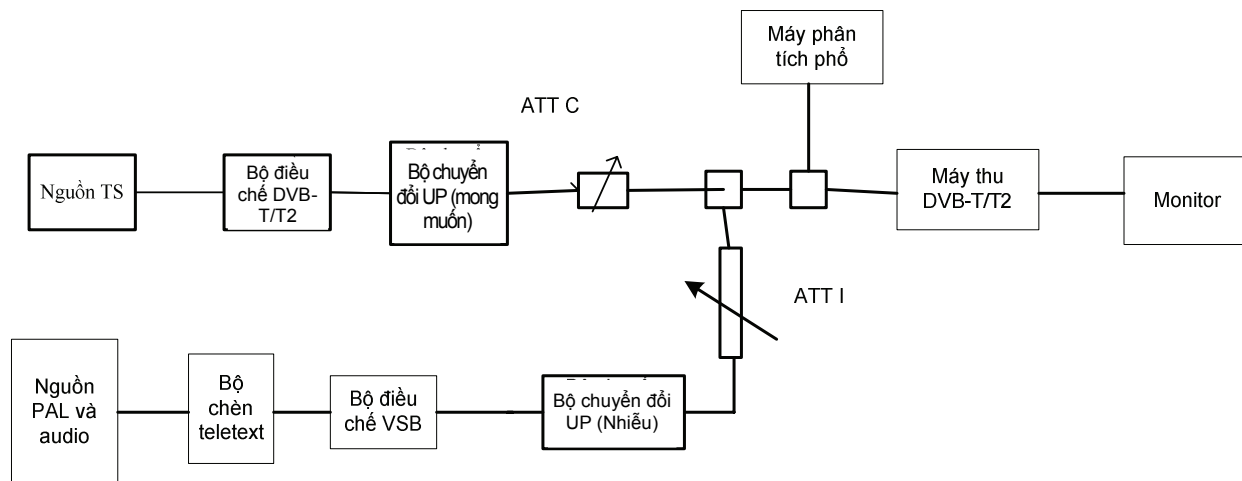 Máy phân
tích phổ
ATT C
Nguồn TS
Bộ điều
chế DVB-
T/T2
Bộ chuyển
đổi UP (mong
muốn)
Máy thu
DVB-T/T2
Monitor
ATT I
Nguồn
PAL và
audio
Bộ
chèn
teletext
Bộ điều
chế VSB
Bộ chuyển đổi
UP (Nhiễu)